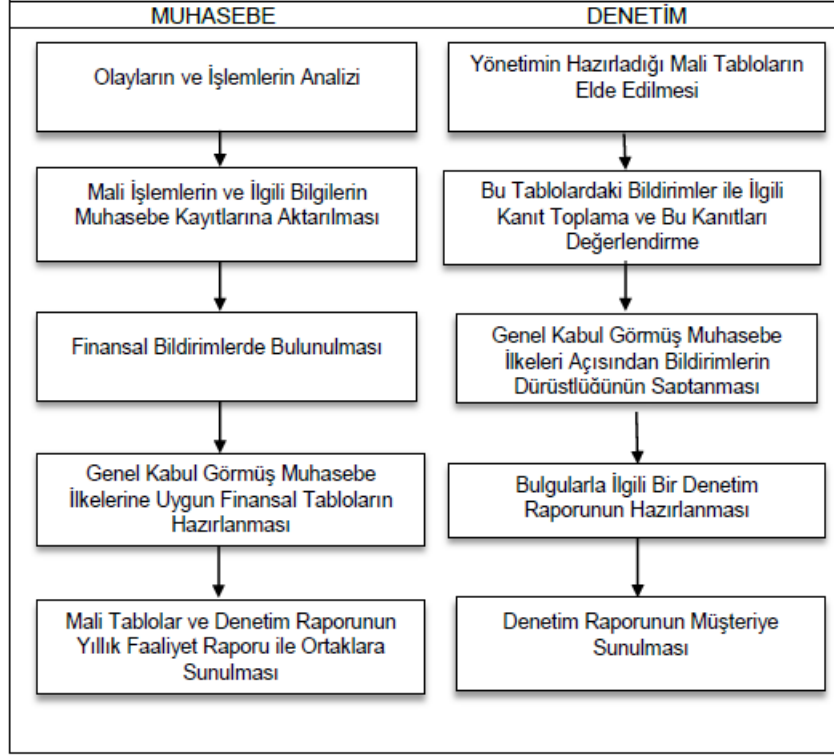 MUHASEBE
Olayların ve İşlemlerin Analizi
Mali İşlemlerin ve İlgili Bilgilerin
Muhasebe Kayıtlarına Aktarılması
Finansal Bildirimlerde Bulunulması
Genel Kabul Görmüş Muhasebe
İlkelerine Uygun Finansal Tabloların
Hazırlanması
Mali Tablolar ve Denetim Raporunun
Yıllık Faaliyet Raporu ile Ortaklara
Sunulması
DENETİM
Yönetimin Hazırladığı Mali Tabloların
Elde Edilmesi
Bu Tablolardaki Bildirimler ile İlgili
Kanıt Toplama ve Bu Kanıtları
Değerlendirme
Genel Kabul Görmüş Muhasebe
İlkeleri Açısından Bildirimlerin
Dürüstlüğünün Saptanması
Bulgularla İlgili Bir Denetim
Raporunun Hazırlanması
Denetim Raporunun Müşteriye
Sunulması